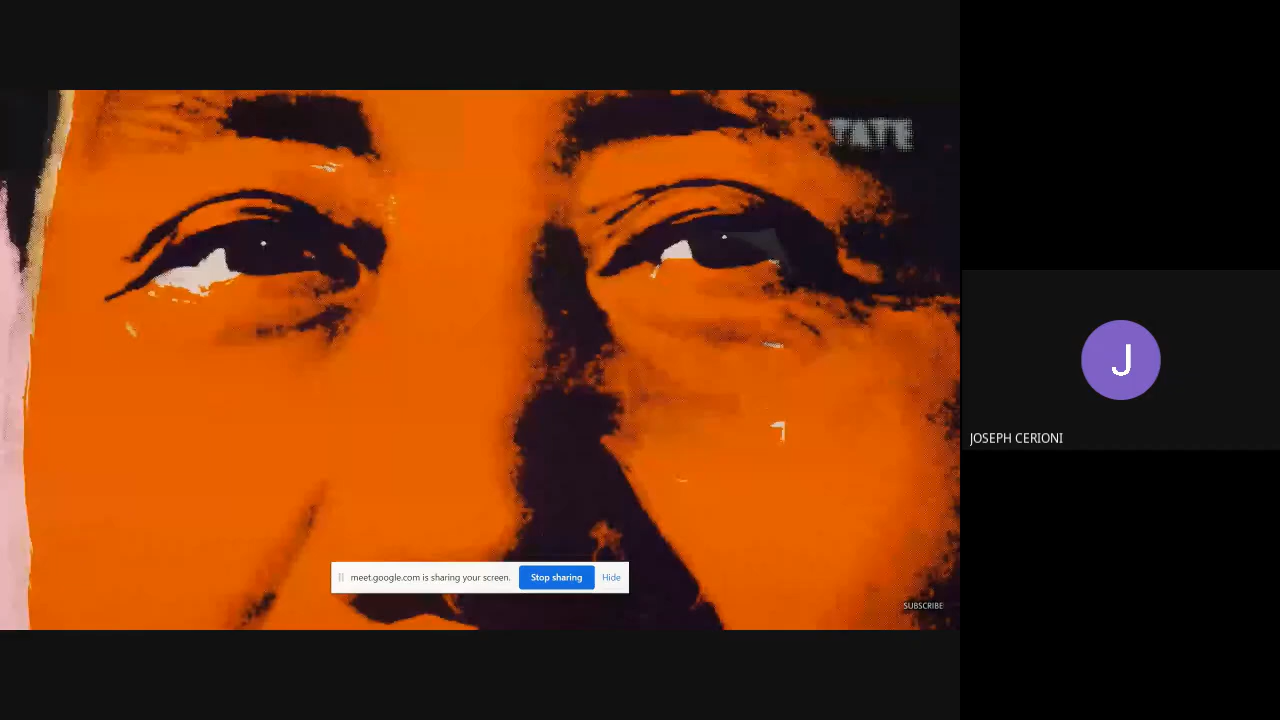 TATE
meet.google.com is sharing your screen.
Stop sharing
Hide
SUBSCRIBE
J
JOSEPH CERIONI